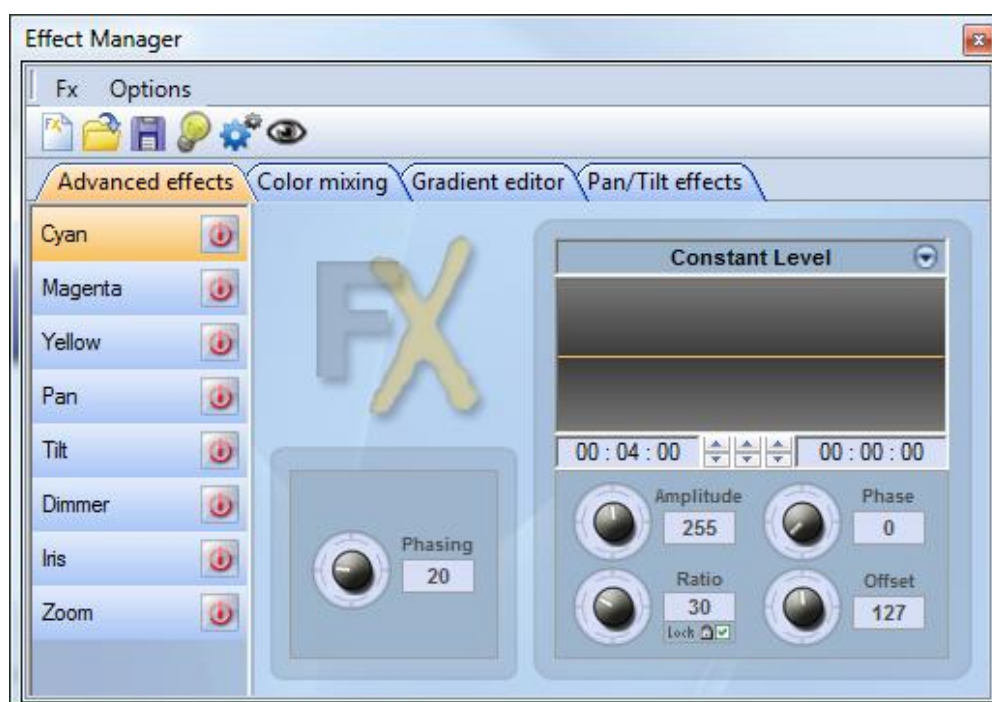 Effect Manager
Fx Options
FX
Advanced effects Color mixing Gradient editor Pan/Tilt effects
Cyan
Magenta
Yellow
Pan
Tilt
Dimmer
Iris
Zoom
FX
Phasing
20
Constant Level
00 : 04 : 00 00 : 00 : 00
Amplitude
255
Phase
0
Ratio
30
Lock
Offset
127